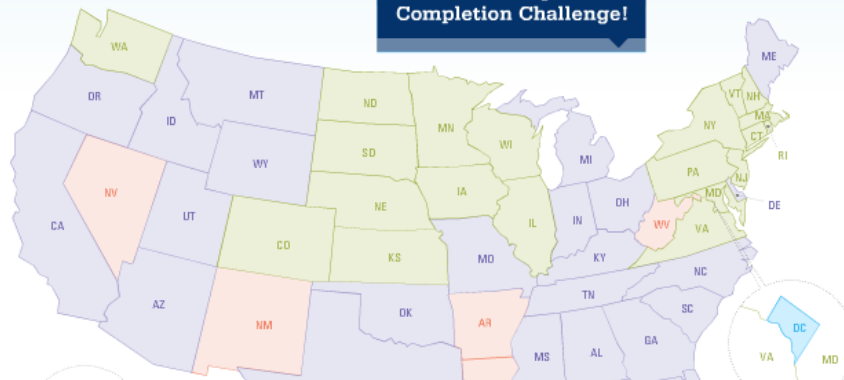 Completion Challenge!
ME
WA
VT
NH
MT
ND
OR
MN
MA
ID
NY
CT
WI
SD
RI
MI
WY
PA
NJ
IA
MD
NV
NE
OH
DE
IN
UT
IL
WV
VA
CA
CO
KS
MO
KY
NC
TN
AZ
SC
OK
NM
AR
DC
GA
MS
AL
VA
MD